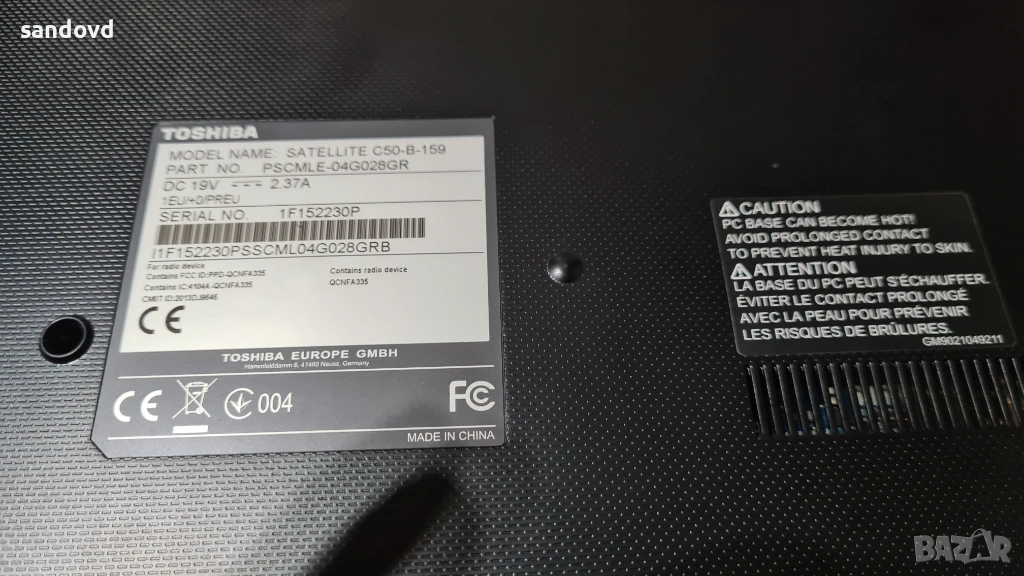 sandovd
TOSHIBA
MODEL NAME: SATELLITE C50-B-159
PART NO. PSCMLE-04G028GR
DC 19V 2.37A
1EU/+0/PREU
SERIAL NO. 1F152230P
I1F152230PSSCML04G028GRB
For radio device
Contains FCC ID:PPD-QCNFA335
Contains IC:4104A-QCNFA335
CMIIT ID:2013DJ9646
Contains radio device
QCNFA335
CE
TOSHIBA EUROPE GMBH
Hammfelddamm 8, 41460 Neuss, Germany
CE 004 FC
MADE IN CHINA
CAUTION
PC BASE CAN BECOME HOT!
AVOID PROLONGED CONTACT
TO PREVENT HEAT INJURY TO SKIN.
ATTENTION
LA BASE DU PC PEUT S'ÉCHAUFFER.
ÉVITER LE CONTACT PROLONGÉ
AVEC LA PEAU POUR PRÉVENIR
LES RISQUES DE BRÛLURES.
GM9021049211
BAZAR